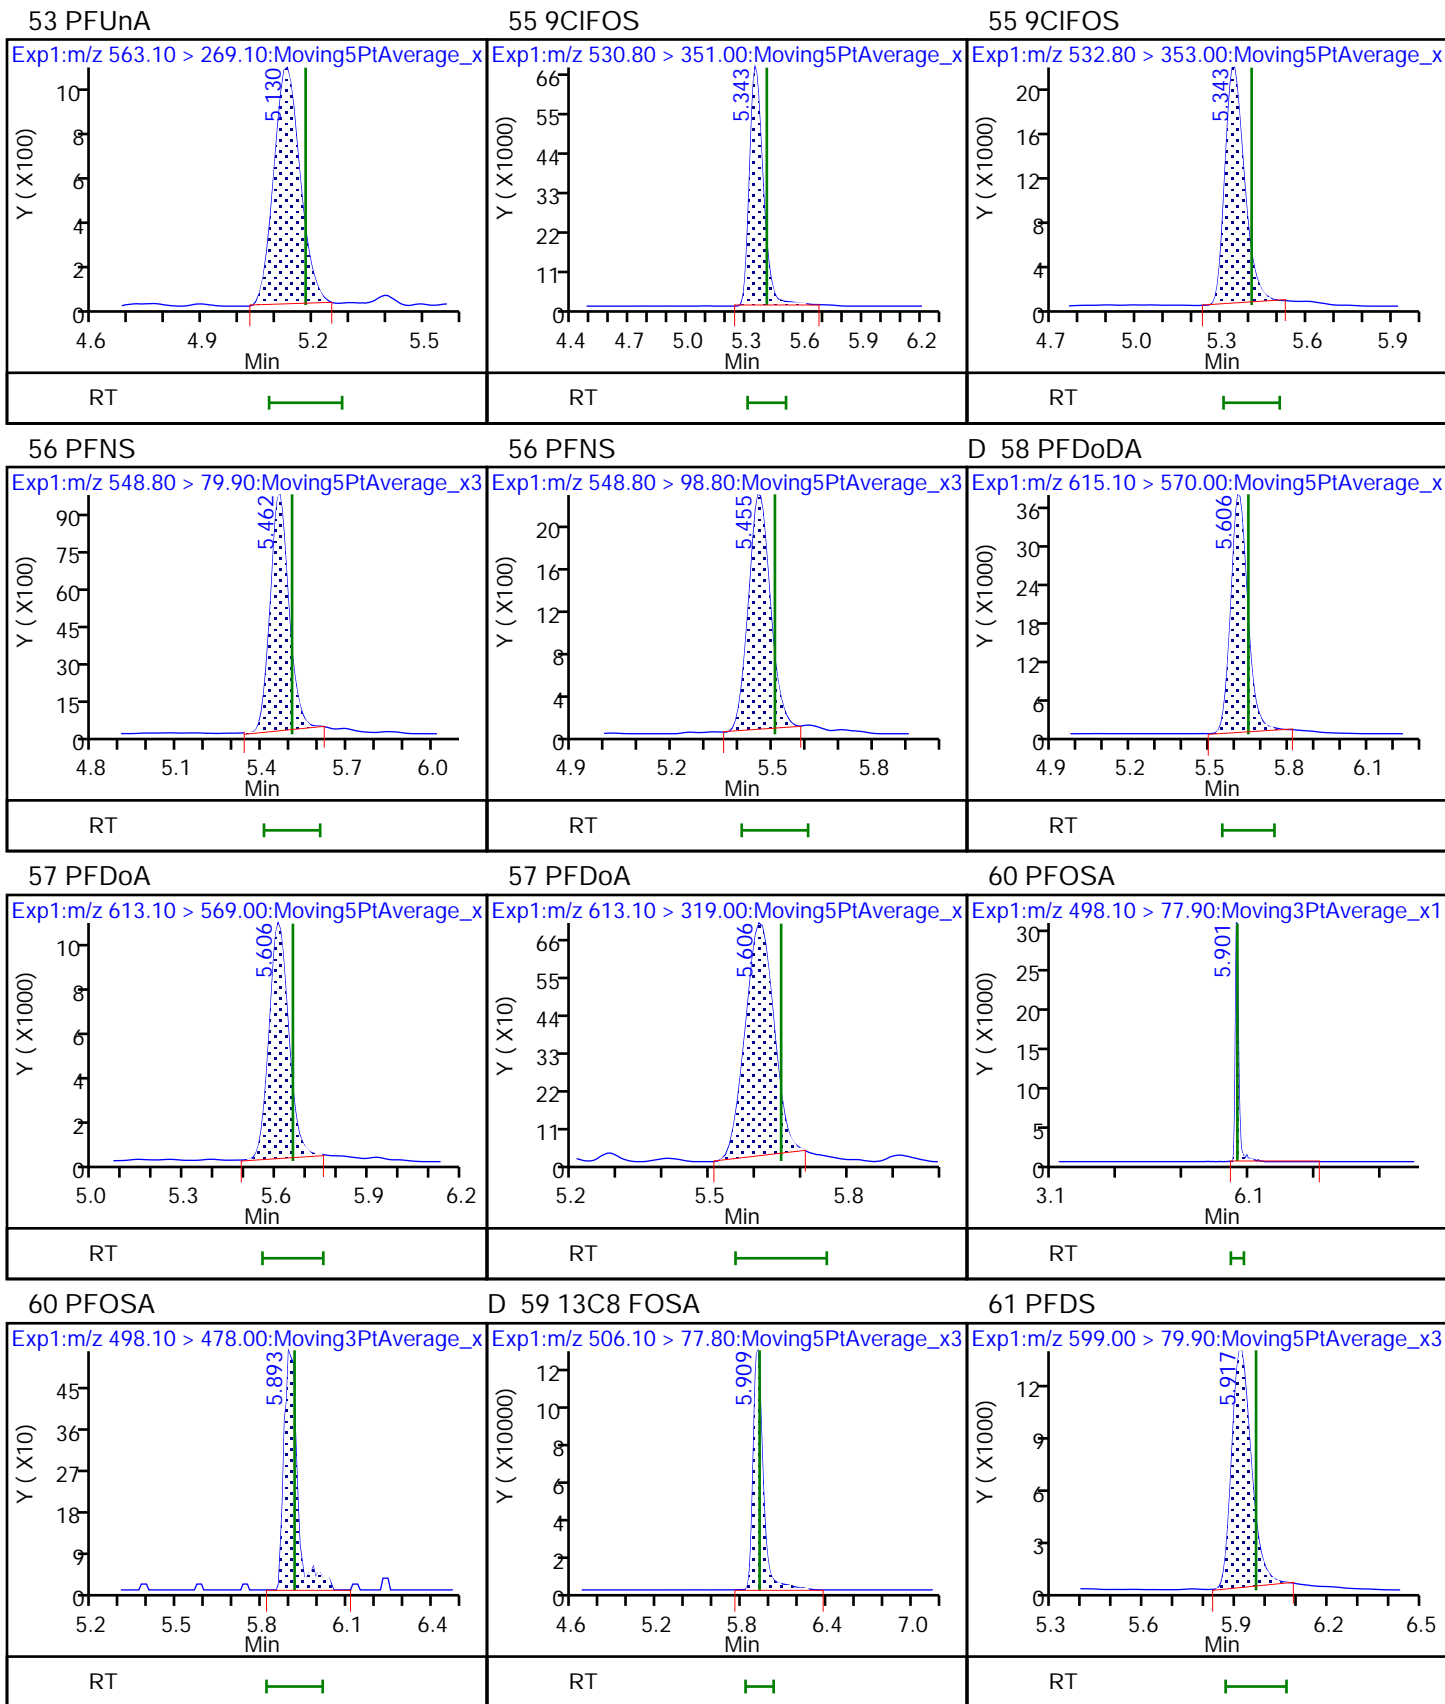 53 PFUnA
Exp1:m/z 563.10 > 269.10:Moving5PtAverage_x
Y ( X1000)
10
8
6
4
2
0
5.130
4.6 4.9 5.2 5.5
Min
RT
55 9ClFOS
Exp1:m/z 530.80 > 351.00:Moving5PtAverage_x
Y ( X1000)
66
55
44
33
22
11
0
5.343
4.4 4.7 5.0 5.3 5.6 5.9 6.2
Min
RT
55 9ClFOS
Exp1:m/z 532.80 > 353.00:Moving5PtAverage_x
Y ( X1000)
20
16
12
8
4
0
5.343
4.7 5.0 5.3 5.6 5.9
Min
RT
56 PFNS
Exp1:m/z 548.80 > 79.90:Moving5PtAverage_x3
Y ( X100)
90
75
60
45
30
15
0
5.462
4.8 5.1 5.4 5.7 6.0
Min
RT
56 PFNS
Exp1:m/z 548.80 > 98.80:Moving5PtAverage_x3
Y ( X100)
20
16
12
8
4
0
5.455
4.9 5.2 5.5 5.8
Min
RT
D 58 PFDoDA
Exp1:m/z 615.10 > 570.00:Moving5PtAverage_x
Y ( X1000)
36
30
24
18
12
6
0
5.606
4.9 5.2 5.5 5.8 6.1
Min
RT
57 PFDoA
Exp1:m/z 613.10 > 569.00:Moving5PtAverage_x
Y ( X1000)
10
8
6
4
2
0
5.606
5.0 5.3 5.6 5.9 6.2
Min
RT
57 PFDoA
Exp1:m/z 613.10 > 319.00:Moving5PtAverage_x
Y ( X10)
66
55
44
33
22
11
0
5.606
5.2 5.5 5.8
Min
RT
60 PFOSA
Exp1:m/z 498.10 > 77.90:Moving3PtAverage_x1
Y ( X1000)
30
25
20
15
10
5
0
5.901
3.1 6.1
Min
RT
60 PFOSA
Exp1:m/z 498.10 > 478.00:Moving3PtAverage_x
Y ( X10)
45
36
27
18
9
0
5.893
5.2 5.5 5.8 6.1 6.4
Min
RT
D 59 13C8 FOSA
Exp1:m/z 506.10 > 77.80:Moving5PtAverage_x3
Y ( X10000)
12
10
8
6
4
2
0
5.909
4.6 5.2 5.8 6.4 7.0
Min
RT
61 PFDS
Exp1:m/z 599.00 > 79.90:Moving5PtAverage_x3
Y ( X1000)
12
9
6
3
0
5.917
5.3 5.6 5.9 6.2 6.5
Min
RT